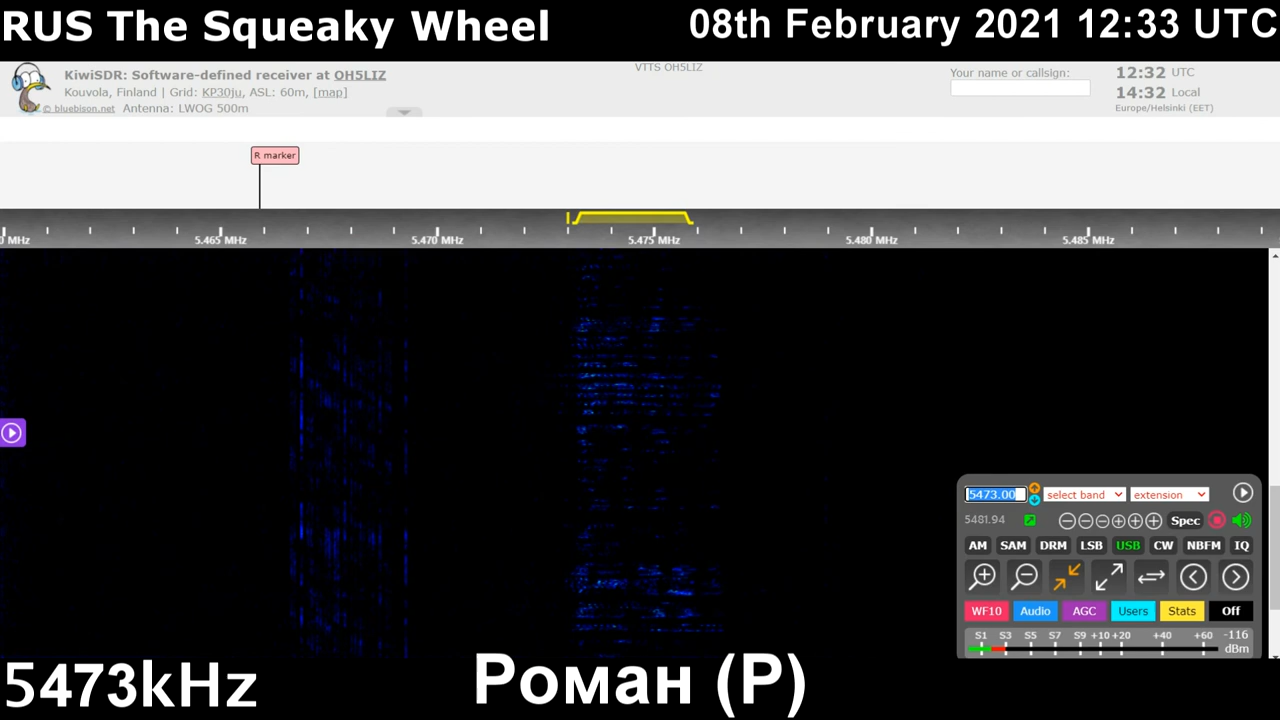 RUS The Squeaky Wheel
08th February 2021 12:33 UTC
KiwiSDR: Software-defined receiver at OH5LIZ
Kouvola, Finland | Grid: KP30ju, ASL: 60m, [map]
© bluebison.net Antenna: LWOG 500m
VTTS OH5LIZ
Your name or callsign:
12:32 UTC
14:32 Local
Europe/Helsinki (EET)
R marker
0 MHz 5.465 MHz 5.470 MHz 5.475 MHz 5.480 MHz 5.485 MHz
5473.00 select band extension
5481.94 Spec
AM SAM DRM LSB USB CW NBFM IQ
WF10 Audio AGC Users Stats Off
S1 S3 S5 S7 S9 +10 +20 +40 +60 -116
dBm
5473kHz
Роман (Р)